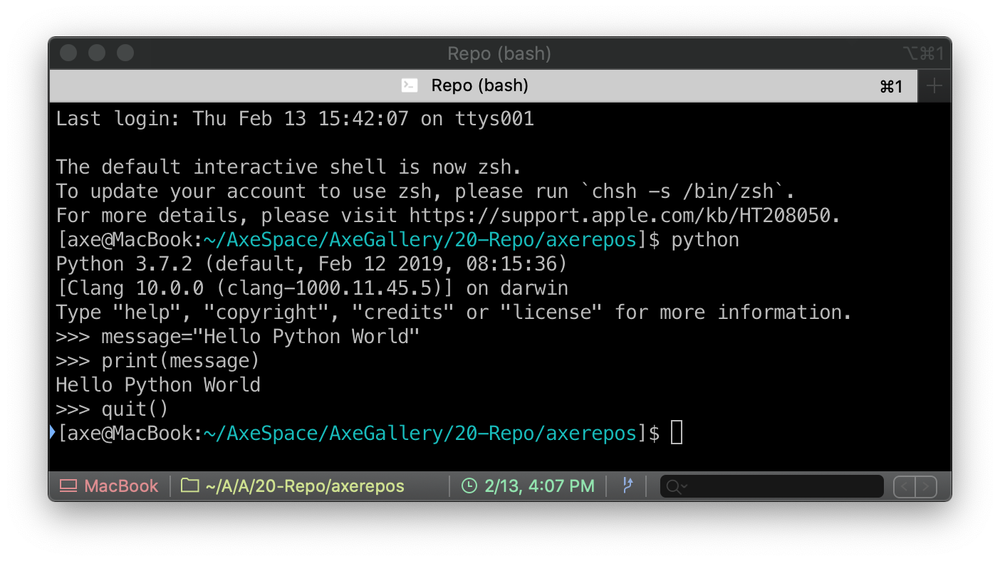 Repo (bash) ⌥⌘1
Repo (bash) ⌘1 +
Last login: Thu Feb 13 15:42:07 on ttys001
The default interactive shell is now zsh.
To update your account to use zsh, please run `chsh -s /bin/zsh`.
For more details, please visit https://support.apple.com/kb/HT208050.
[axe@MacBook:~/AxeSpace/AxeGallery/20-Repo/axerepos]$ python
Python 3.7.2 (default, Feb 12 2019, 08:15:36)
[Clang 10.0.0 (clang-1000.11.45.5)] on darwin
Type "help", "copyright", "credits" or "license" for more information.
>>> message="Hello Python World"
>>> print(message)
Hello Python World
>>> quit()
[axe@MacBook:~/AxeSpace/AxeGallery/20-Repo/axerepos]$
MacBook ~/A/A/20-Repo/axerepos 2/13, 4:07 PM